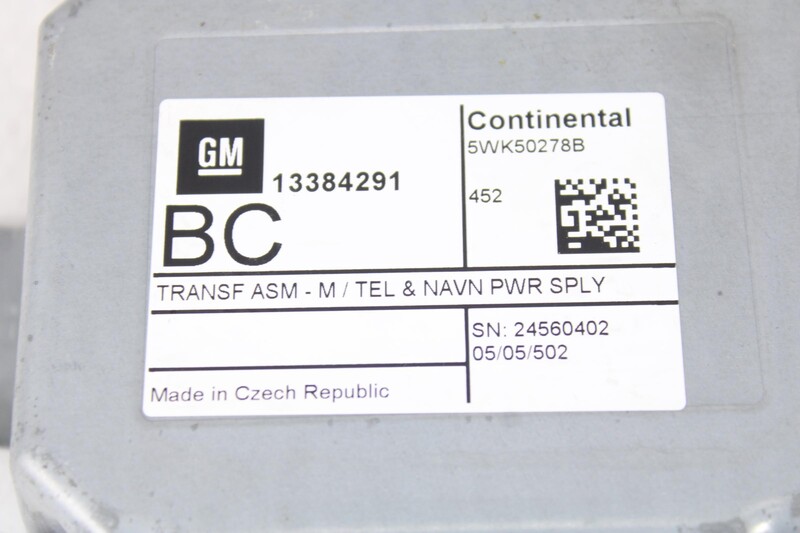 GM
13384291
BC
Continental
5WK50278B
452
TRANSF ASM - M / TEL & NAVN PWR SPLY
SN: 24560402
05/05/502
Made in Czech Republic